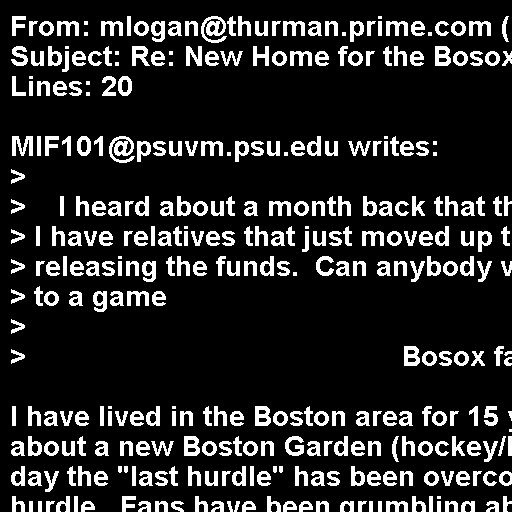 From: mlogan@thurman.prime.com (
Subject: Re: New Home for the Bosox
Lines: 20

MIF101@psuvm.psu.edu writes:
>
>    I heard about a month back that th
> I have relatives that just moved up t
> releasing the funds.  Can anybody v
> to a game
>
>                                               Bosox fa

I have lived in the Boston area for 15 y
about a new Boston Garden (hockey/
day the "last hurdle" has been overco
hurdle.  Fans have been grumbling ab